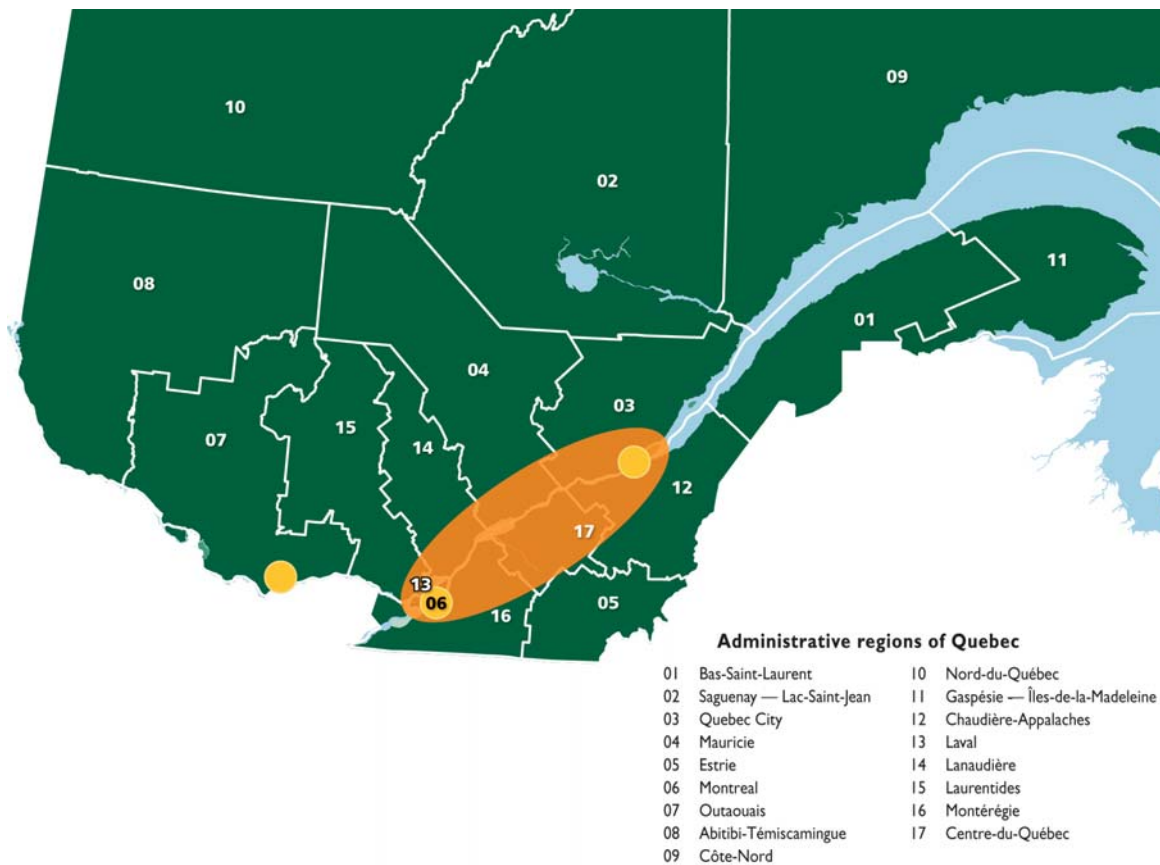 09
10
02
11
08
01
04
03
15
07
14
12
17
13
06
05
16
Administrative regions of Quebec
01 Bas-Saint-Laurent
02 Saguenay — Lac-Saint-Jean
03 Quebec City
04 Mauricie
05 Estrie
06 Montreal
07 Outaouais
08 Abitibi-Témiscamingue
09 Côte-Nord
10 Nord-du-Québec
11 Gaspésie — Îles-de-la-Madeleine
12 Chaudière-Appalaches
13 Laval
14 Lanaudière
15 Laurentides
16 Montérégie
17 Centre-du-Québec